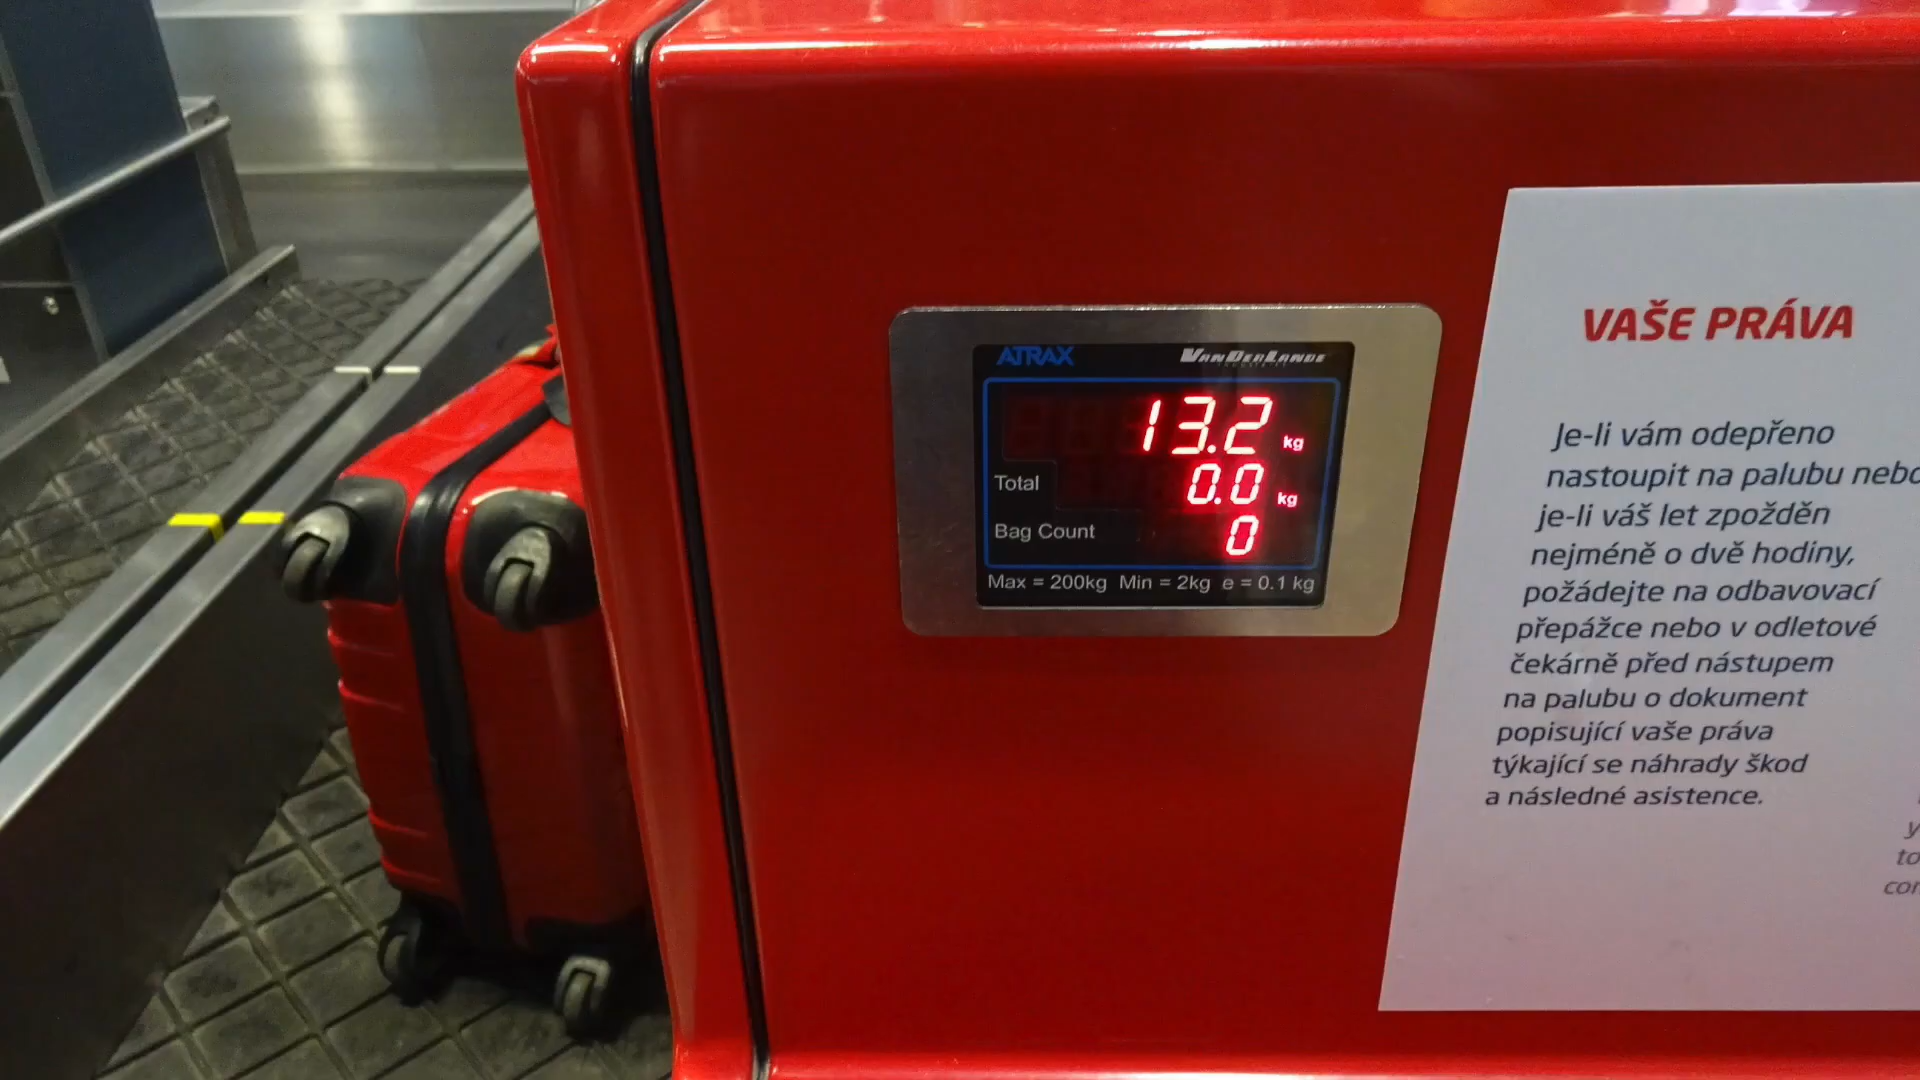 ATRAX VANDERLANDE
13.2 kg
Total 0.0 kg
Bag Count 0
Max = 200kg Min = 2kg e = 0.1 kg
VAŠE PRÁVA
Je-li vám odepřeno
nastoupit na palubu nebo
je-li váš let zpožděn
nejméně o dvě hodiny,
požádejte na odbavovací
přepážce nebo v odletové
čekárně před nástupem
na palubu o dokument
popisující vaše práva
týkající se náhrady škod
a následné asistence.